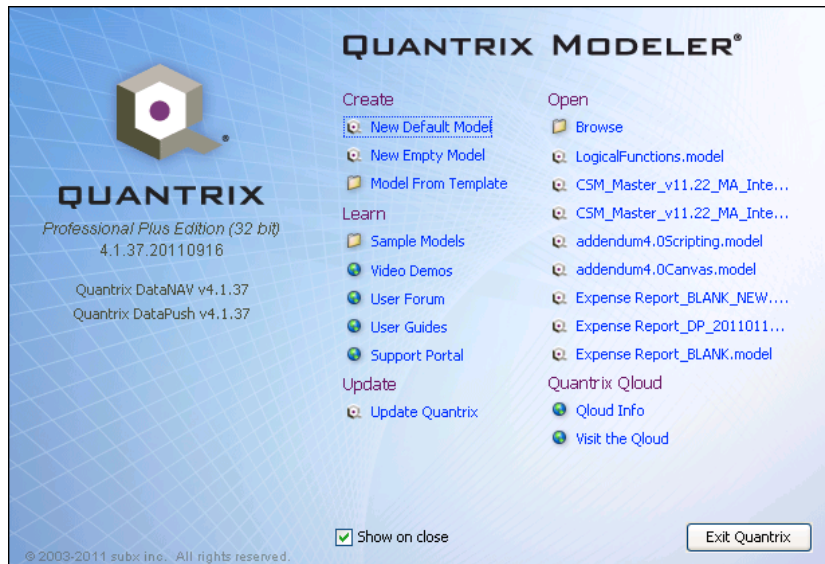 QUANTRIX MODELER®
QUANTRIX
Professional Plus Edition (32 bit)
4.1.37.20110916
Quantrix DataNAV v4.1.37
Quantrix DataPush v4.1.37
Create
New Default Model
New Empty Model
Model From Template
Learn
Sample Models
Video Demos
User Forum
User Guides
Support Portal
Update
Update Quantrix
Open
Browse
LogicalFunctions.model
CSM_Master_v11.22_MA_Inte...
CSM_Master_v11.22_MA_Inte...
addendum4.0Scripting.model
addendum4.0Canvas.model
Expense Report_BLANK_NEW....
Expense Report_DP_2011011...
Expense Report_BLANK.model
Quantrix Qloud
Qloud Info
Visit the Qloud
Show on close
Exit Quantrix
© 2003-2011 subx inc. All rights reserved.